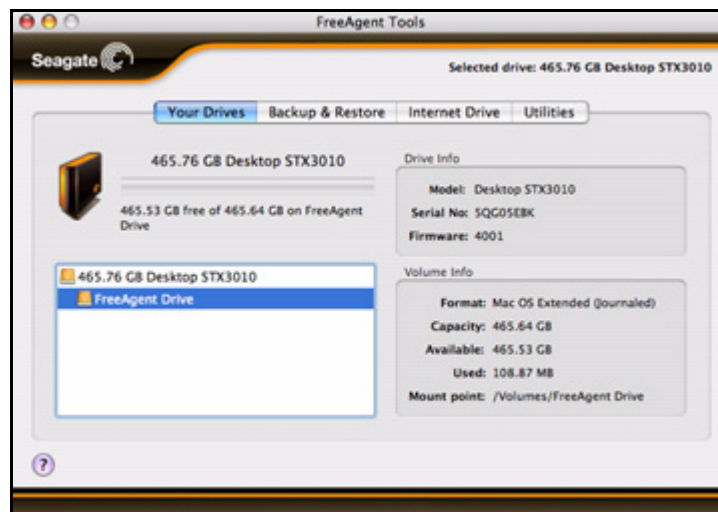 FreeAgent Tools
Seagate
Selected drive: 465.76 GB Desktop STX3010
Your Drives Backup & Restore Internet Drive Utilities
465.76 GB Desktop STX3010
465.53 GB free of 465.64 GB on FreeAgent
Drive
465.76 GB Desktop STX3010
FreeAgent Drive
Drive Info
Model: Desktop STX3010
Serial No: 5QG05EBK
Firmware: 4001
Volume Info
Format: Mac OS Extended (Journaled)
Capacity: 465.64 GB
Available: 465.53 GB
Used: 108.87 MB
Mount point: /Volumes/FreeAgent Drive
?